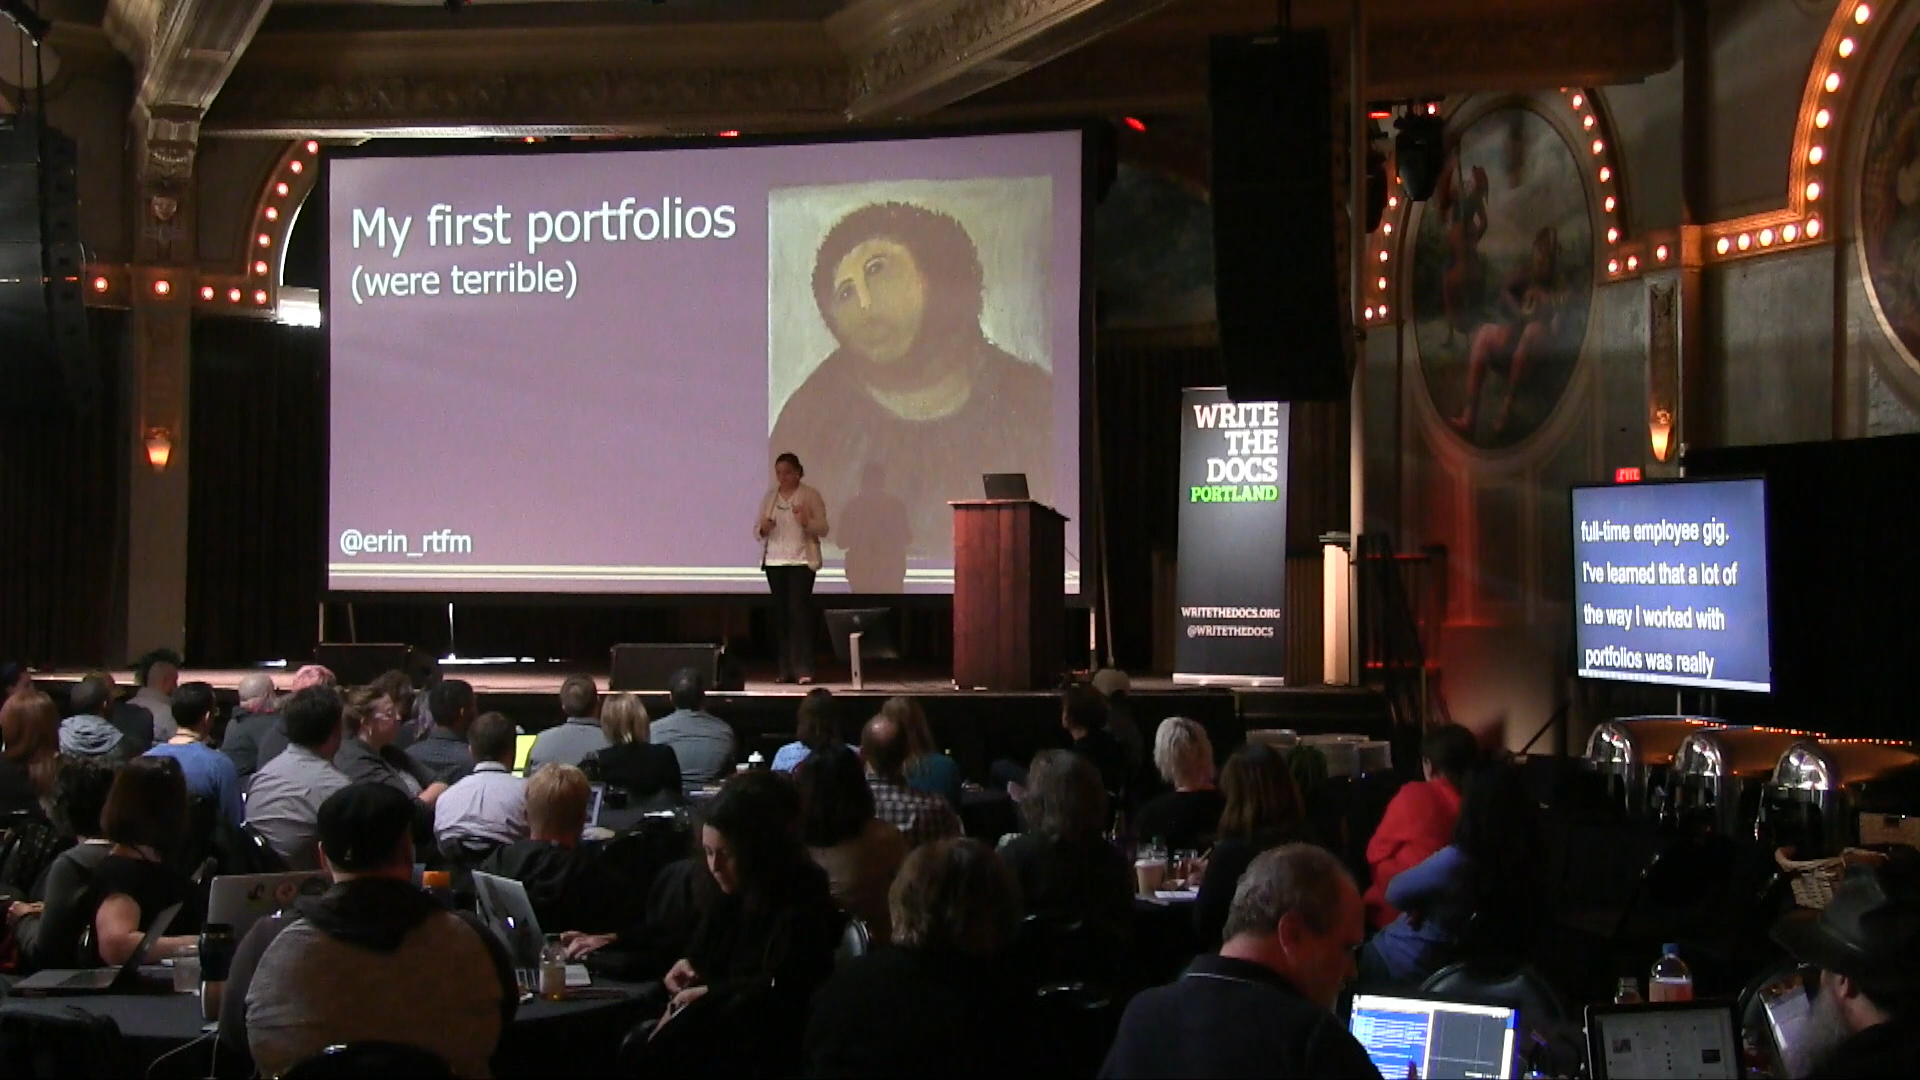 My first portfolios
(were terrible)
@erin_rtfm
WRITE
THE
DOCS
PORTLAND
WRITETHEDOCS.ORG
@WRITETHEDOCS
full-time employee gig.
I've learned that a lot of
the way I worked with
portfolios was really